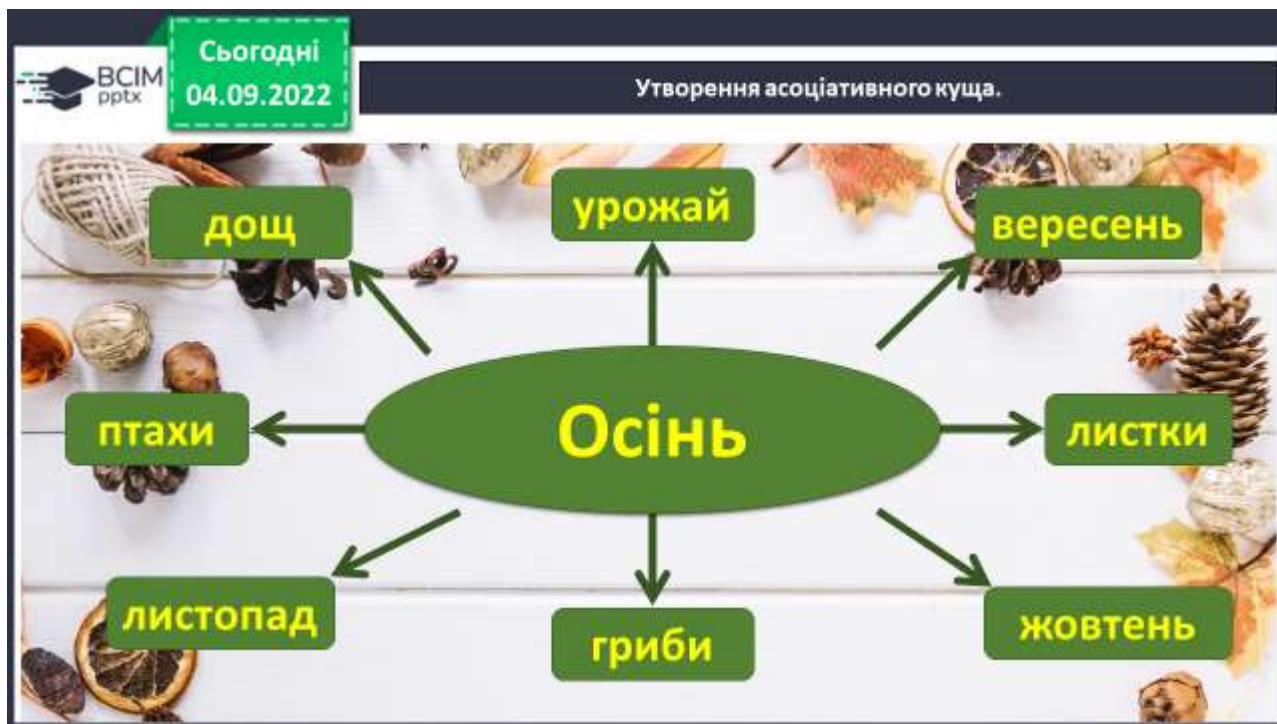 Сьогодні
04.09.2022
ВСІМ
pptx
Утворення асоціативного куща.
дощ
урожай
вересень
птахи
Осінь
листки
листопад
гриби
жовтень